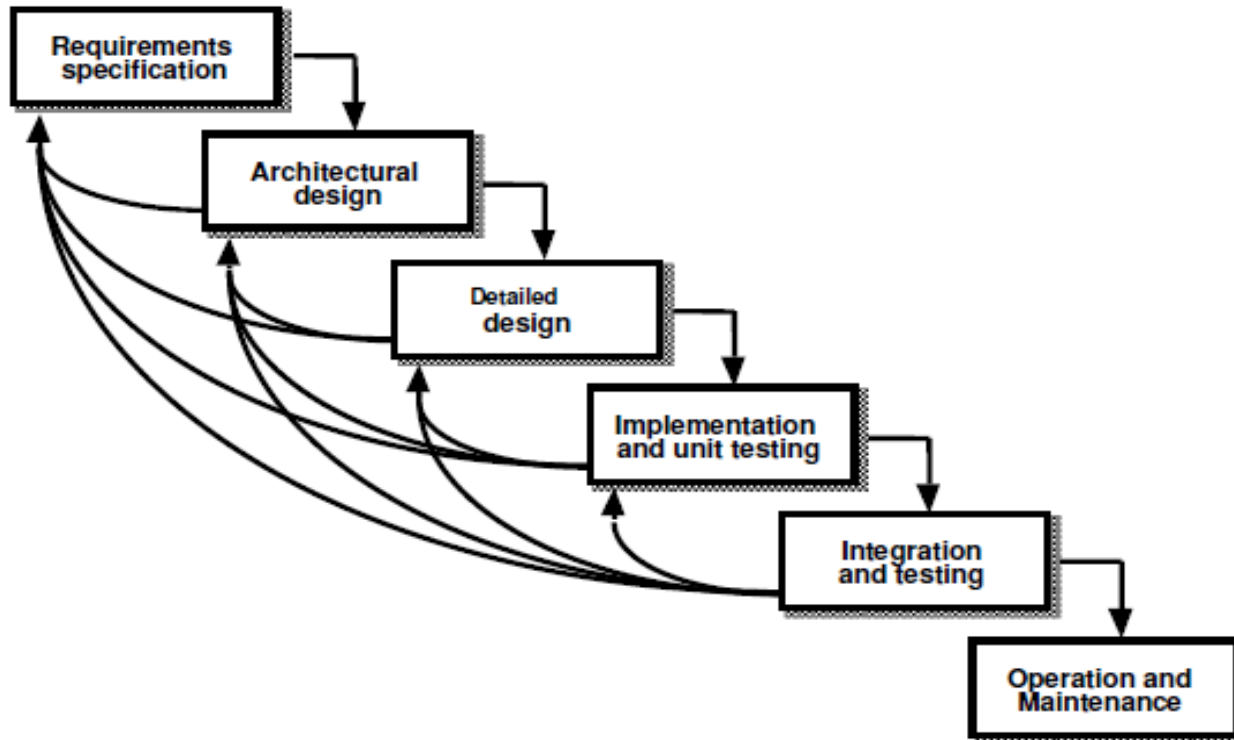 Requirements
specification
Architectural
design
Detailed
design
Implementation
and unit testing
Integration
and testing
Operation and
Maintenance